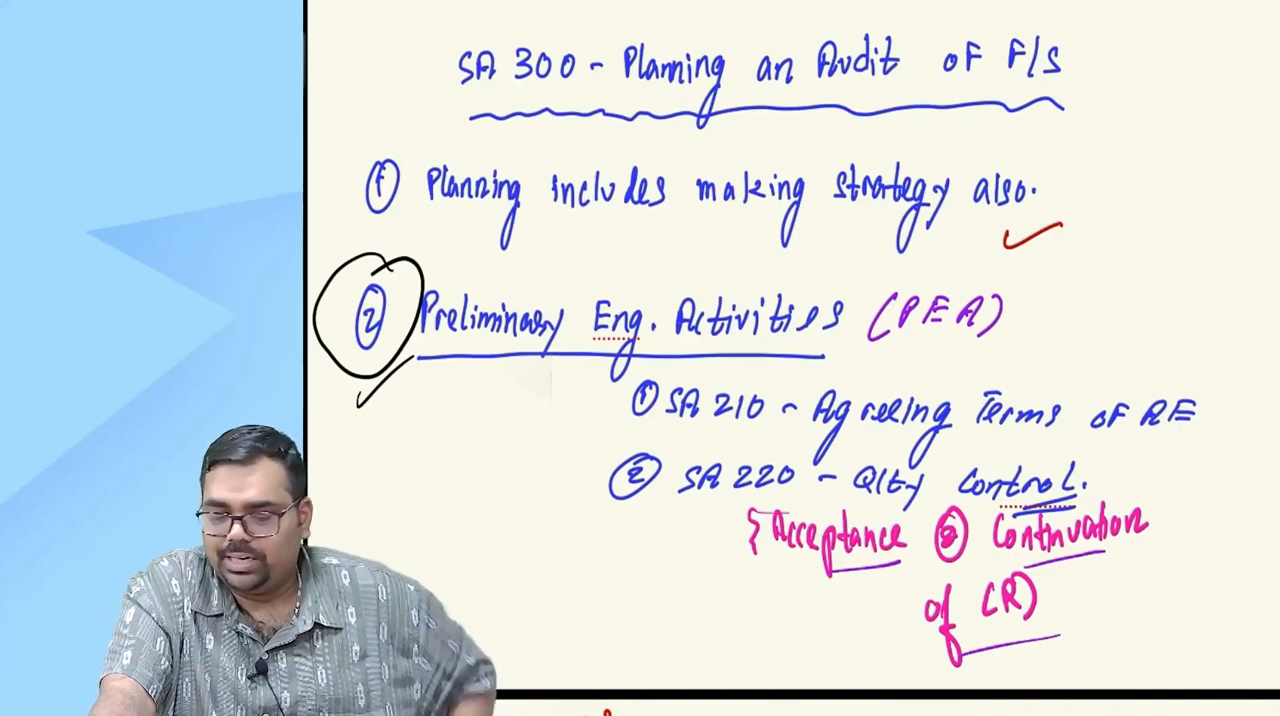 SA 300 - Planning an Audit of F/S
① Planning includes making strategy also.
② Preliminary Eng. Activities (PEA)
① SA 210 - Agreeing Terms of AE
② SA 220 - Qlty Control.
{Acceptance & Continuation
of (R)